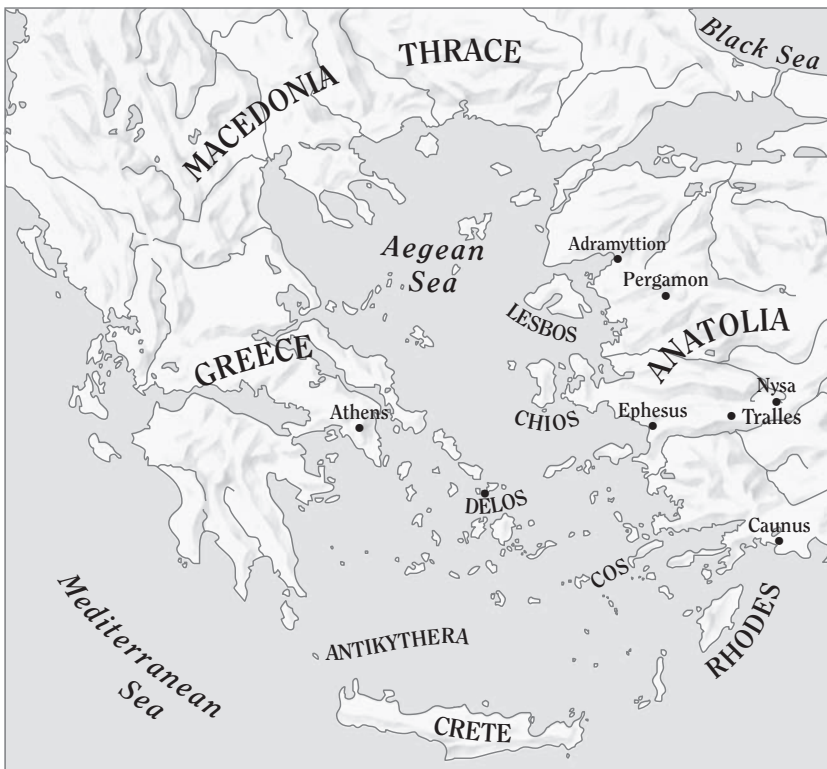 Black Sea
THRACE
MACEDONIA
Aegean
Sea
Adramyttion
Pergamon
LESBOS
ANATOLIA
GREECE
Nysa
Athens
CHIOS
Ephesus
Tralles
DELOS
Caunus
COS
RHODES
Mediterranean
Sea
ANTIKYTHERA
CRETE